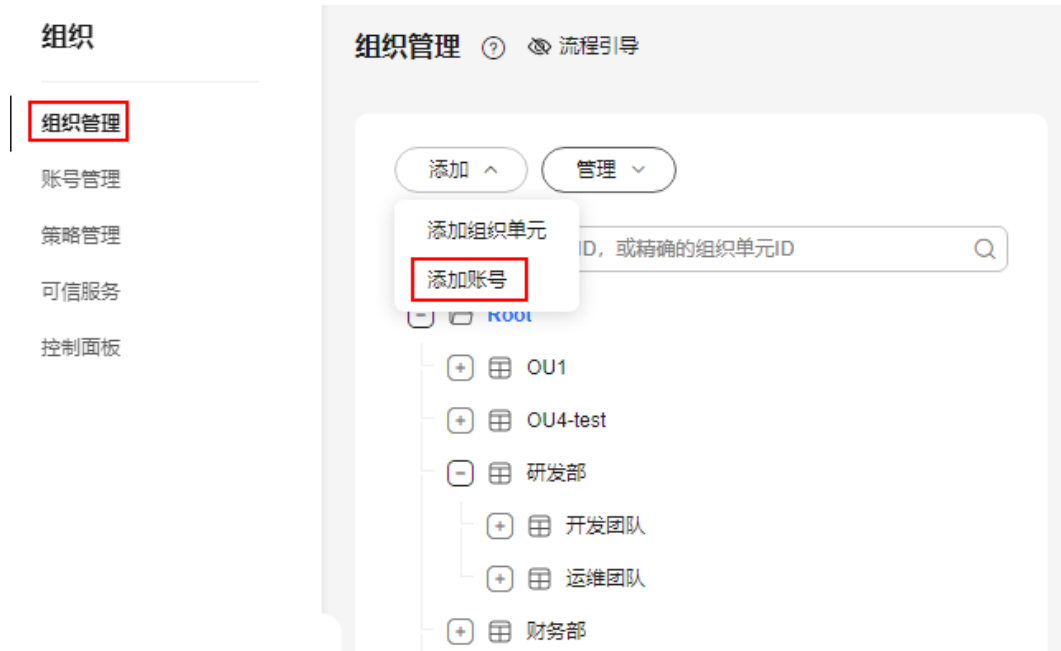 组织
组织管理
账号管理
策略管理
可信服务
控制面板
组织管理 ? 流程引导
添加 管理
添加组织单元
ID，或精确的组织单元ID
添加账号
Root
OU1
OU4-test
研发部
开发团队
运维团队
财务部